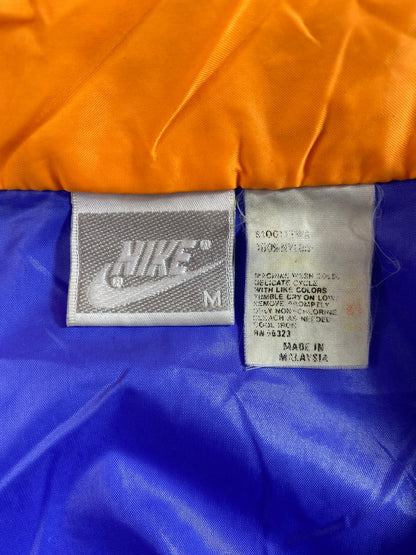 NIKE®
®
M
100% NYLON
MACHINE WASH COLD,
DELICATE CYCLE
WITH LIKE COLORS
TUMBLE DRY ON LOW
REMOVE PROMPTLY
ONLY NON-CHLORINE
BLEACH AS NEEDED
COOL IRON
RN 56323
MADE IN
MALAYSIA